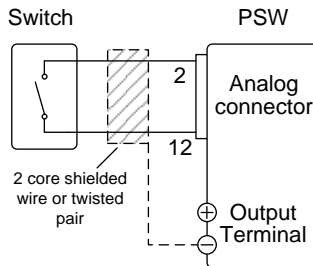 Switch
PSW
2
Analog
connector
12
2 core shielded
wire or twisted
pair
Output
Terminal